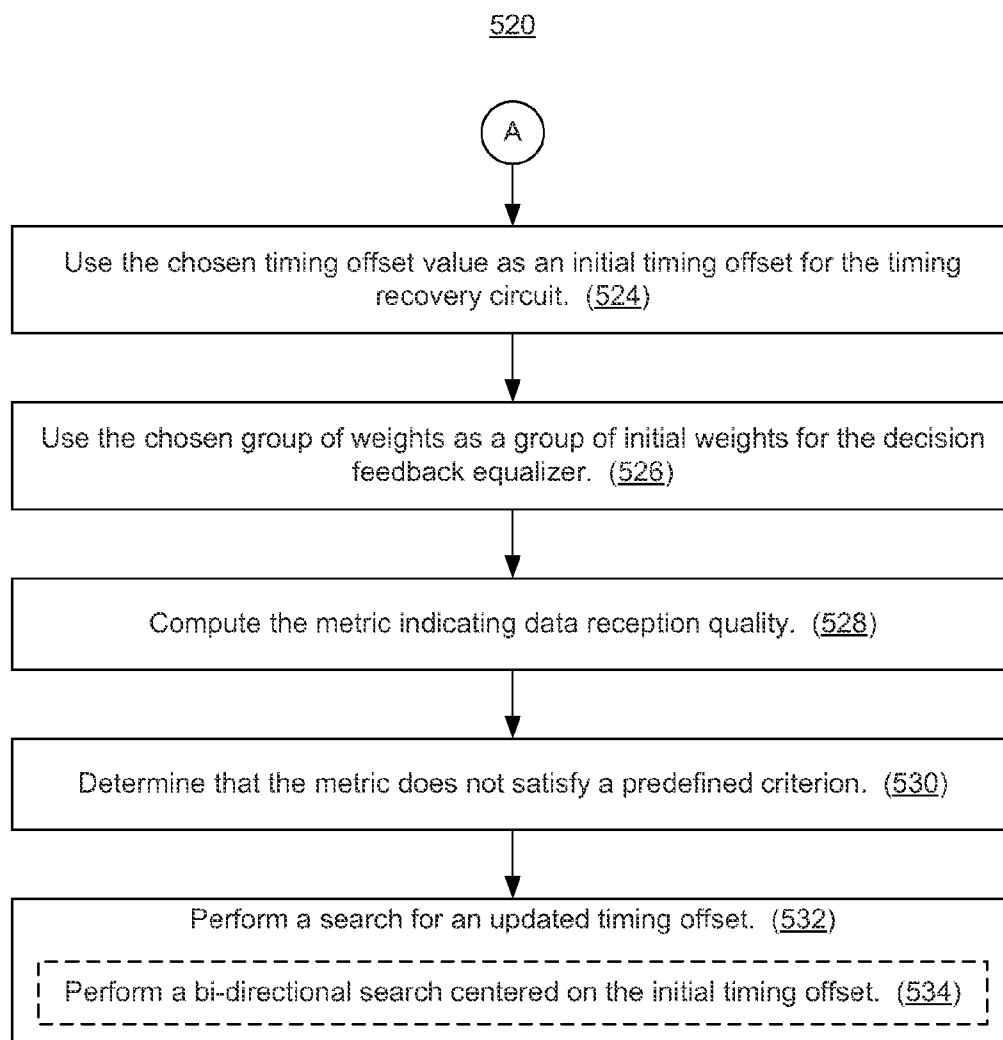 520
A
Use the chosen timing offset value as an initial timing offset for the timing
recovery circuit. (524)
Use the chosen group of weights as a group of initial weights for the decision
feedback equalizer. (526)
Compute the metric indicating data reception quality. (528)
Determine that the metric does not satisfy a predefined criterion. (530)
Perform a search for an updated timing offset. (532)
Perform a bi-directional search centered on the initial timing offset. (534)